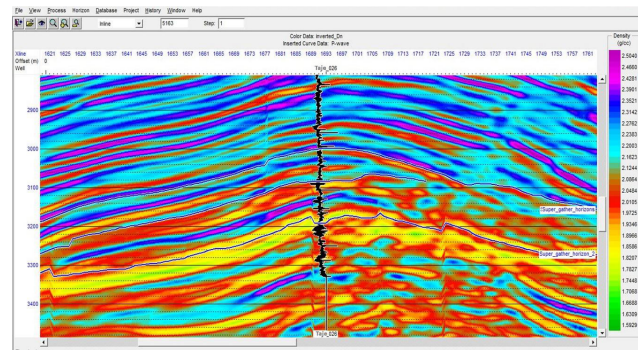 File View Process Horizon Database Project History Window Help
Inline 5163 Step: 1
Color Data: inverted_Dn
Inserted Curve Data: P-wave
Xline 1621 1625 1629 1633 1637 1641 1645 1649 1653 1657 1661 1665 1669 1673 1677 1681 1685 1689 1693 1697 1701 1705 1709 1713 1717 1721 1725 1729 1733 1737 1741 1745 1749 1753 1757 1761
Offset (m) 0
Well Tajo_026
2900
3000
3100
3200
3300
3400
!Super_gather_horizons
Super_gather_horizon_2
Tajo_026
Density
(g/cc)
2.5049
2.4660
2.4281
2.3901
2.3521
2.3142
2.2762
2.2383
2.2003
2.1623
2.1244
2.0864
2.0484
2.0105
1.9725
1.9346
1.8966
1.8586
1.8207
1.7827
1.7448
1.7068
1.6688
1.6309
1.5929